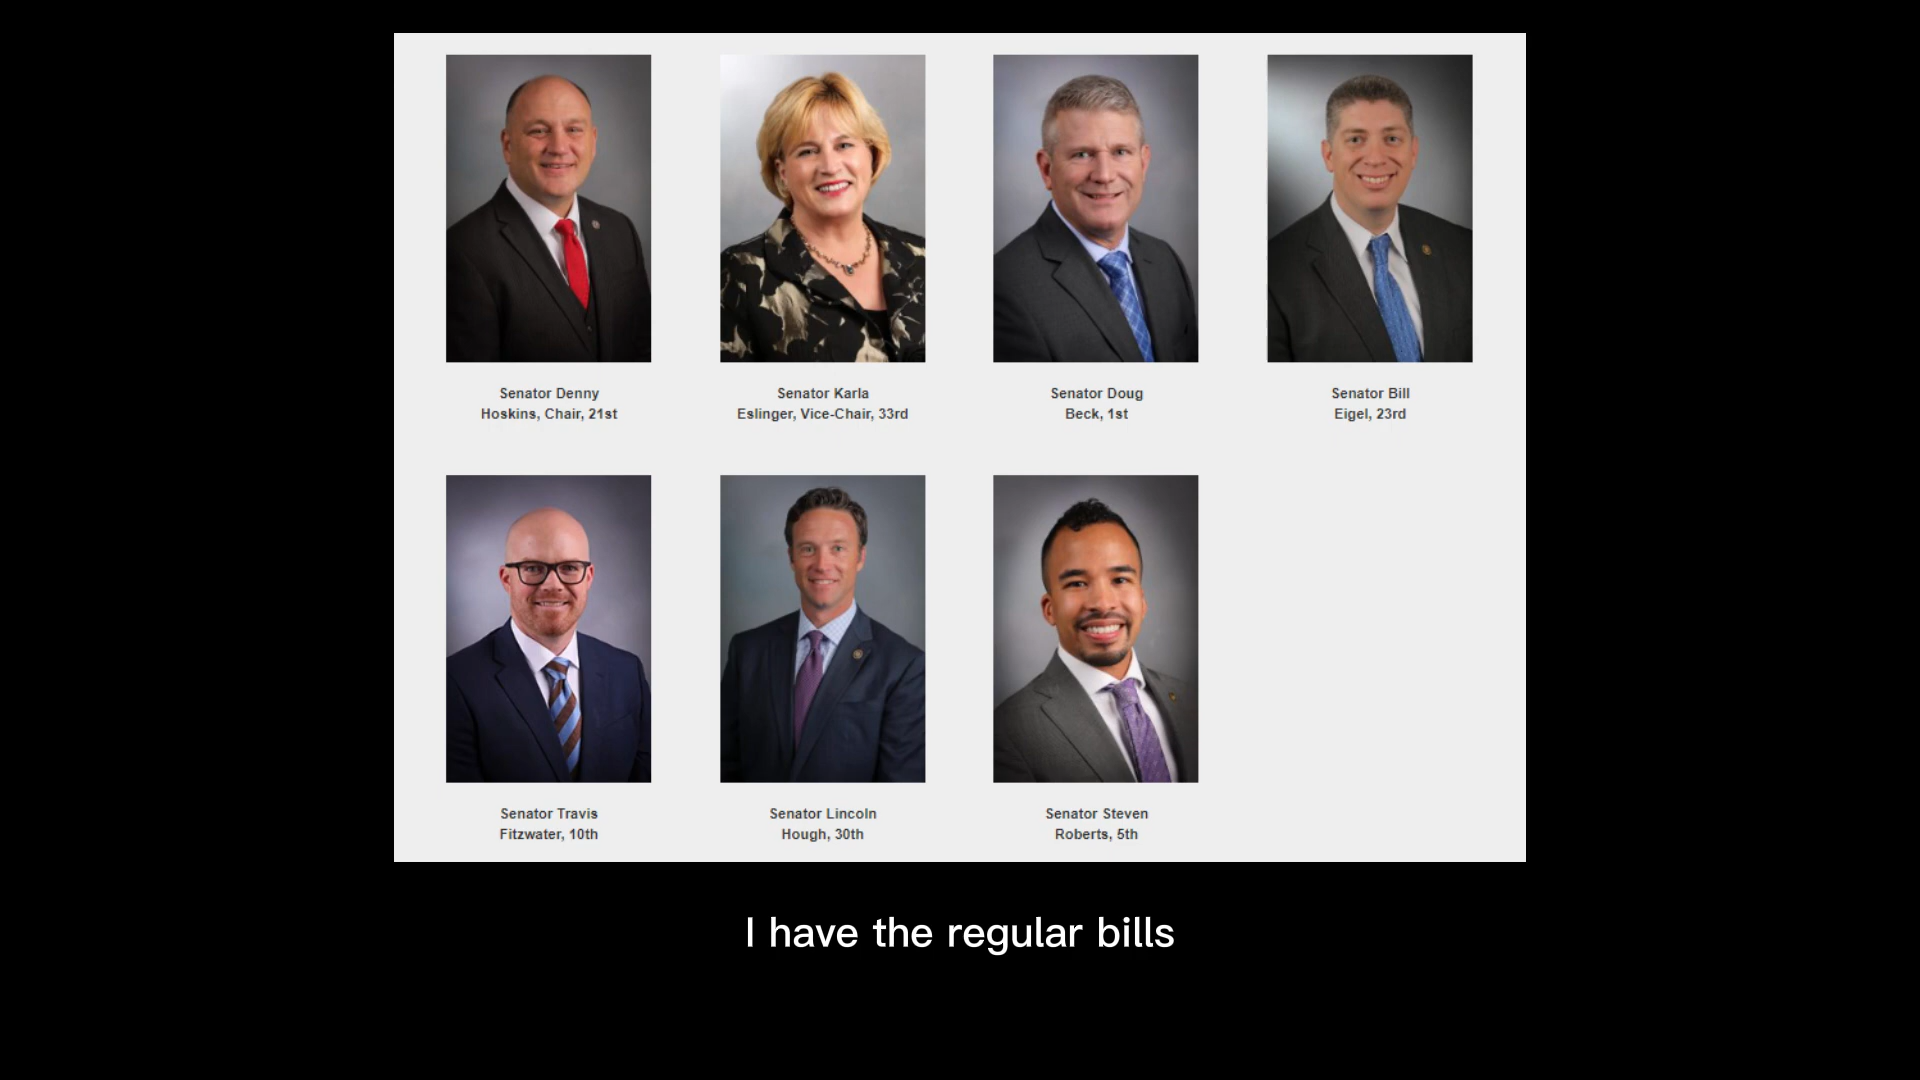 Senator Denny
Hoskins, Chair, 21st
Senator Karla
Eslinger, Vice-Chair, 33rd
Senator Doug
Beck, 1st
Senator Bill
Eigel, 23rd
Senator Travis
Fitzwater, 10th
Senator Lincoln
Hough, 30th
Senator Steven
Roberts, 5th
I have the regular bills